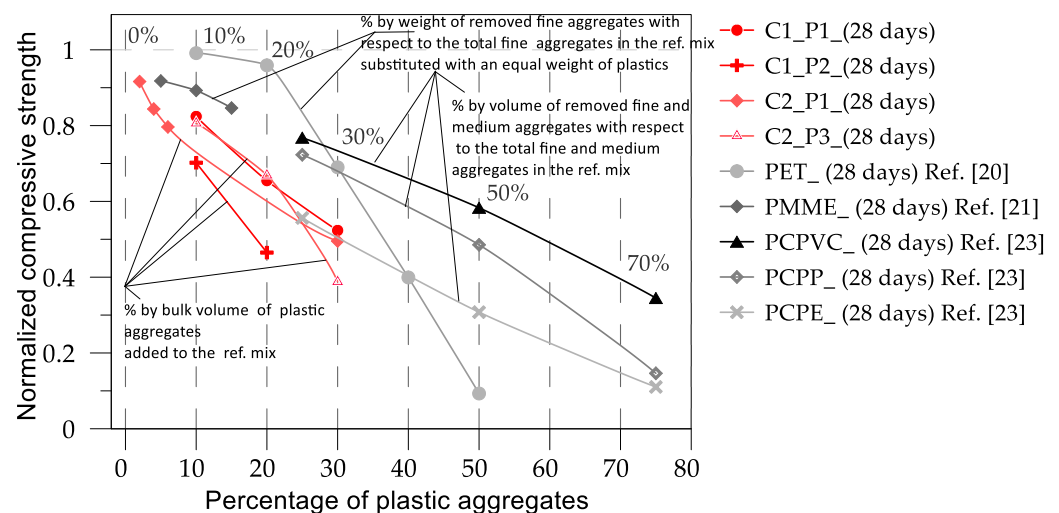 % by weight of removed fine aggregates with
respect to the total fine aggregates in the ref. mix
substituted with an equal weight of plastics
0%
10%
20%
30%
50%
70%
% by volume of removed fine and
medium aggregates with respect
to the total fine and medium
aggregates in the ref. mix
% by bulk volume of plastic
aggregates
added to the ref. mix
Normalized compressive strength
1
0.8
0.6
0.4
0.2
0
0 10 20 30 40 50 60 70 80
Percentage of plastic aggregates
C1_P1_(28 days)
C1_P2_(28 days)
C2_P1_(28 days)
C2_P3_(28 days)
PET_ (28 days) Ref. [20]
PMME_ (28 days) Ref. [21]
PCPVC_ (28 days) Ref. [23]
PCPP_ (28 days) Ref. [23]
PCPE_ (28 days) Ref. [23]